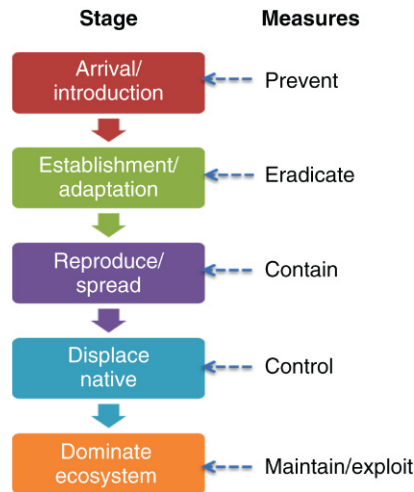 Stage Measures
Arrival/
introduction
Prevent
Establishment/
adaptation
Eradicate
Reproduce/
spread
Contain
Displace
native
Control
Dominate
ecosystem
Maintain/exploit